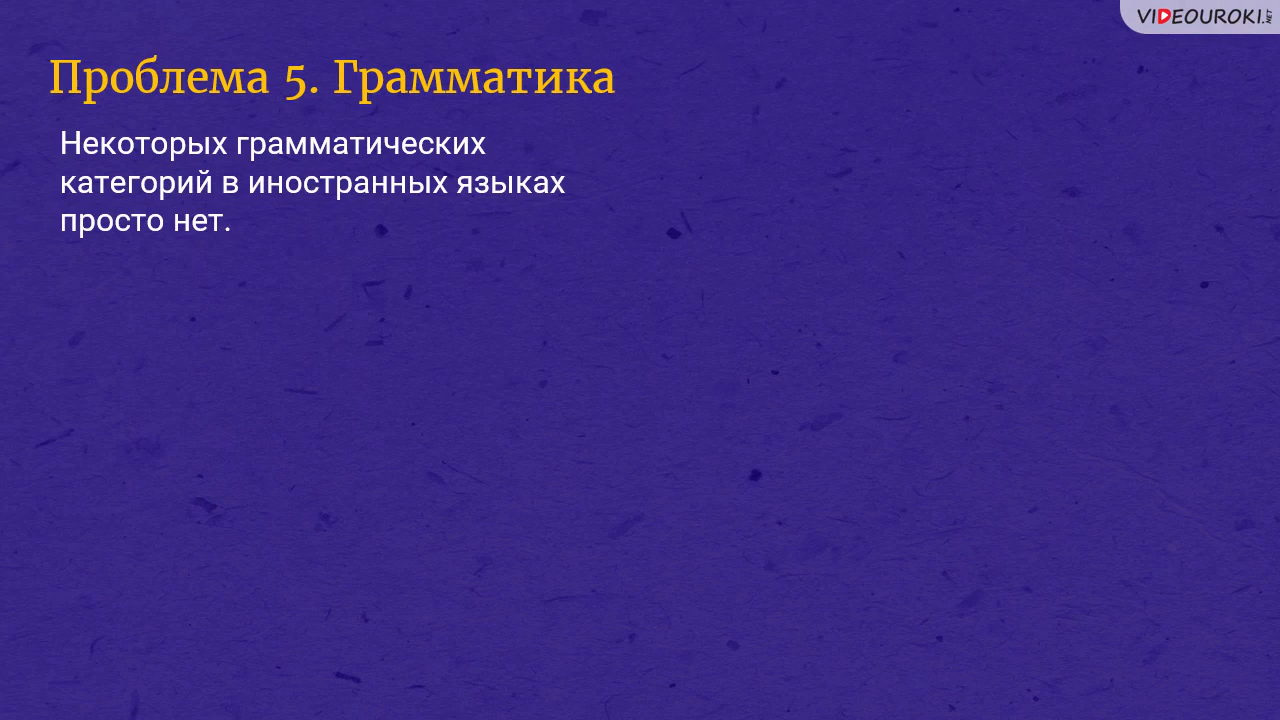 VIDEOUROKI.NET
Проблема 5. Грамматика
Некоторых грамматических
категорий в иностранных языках
просто нет.